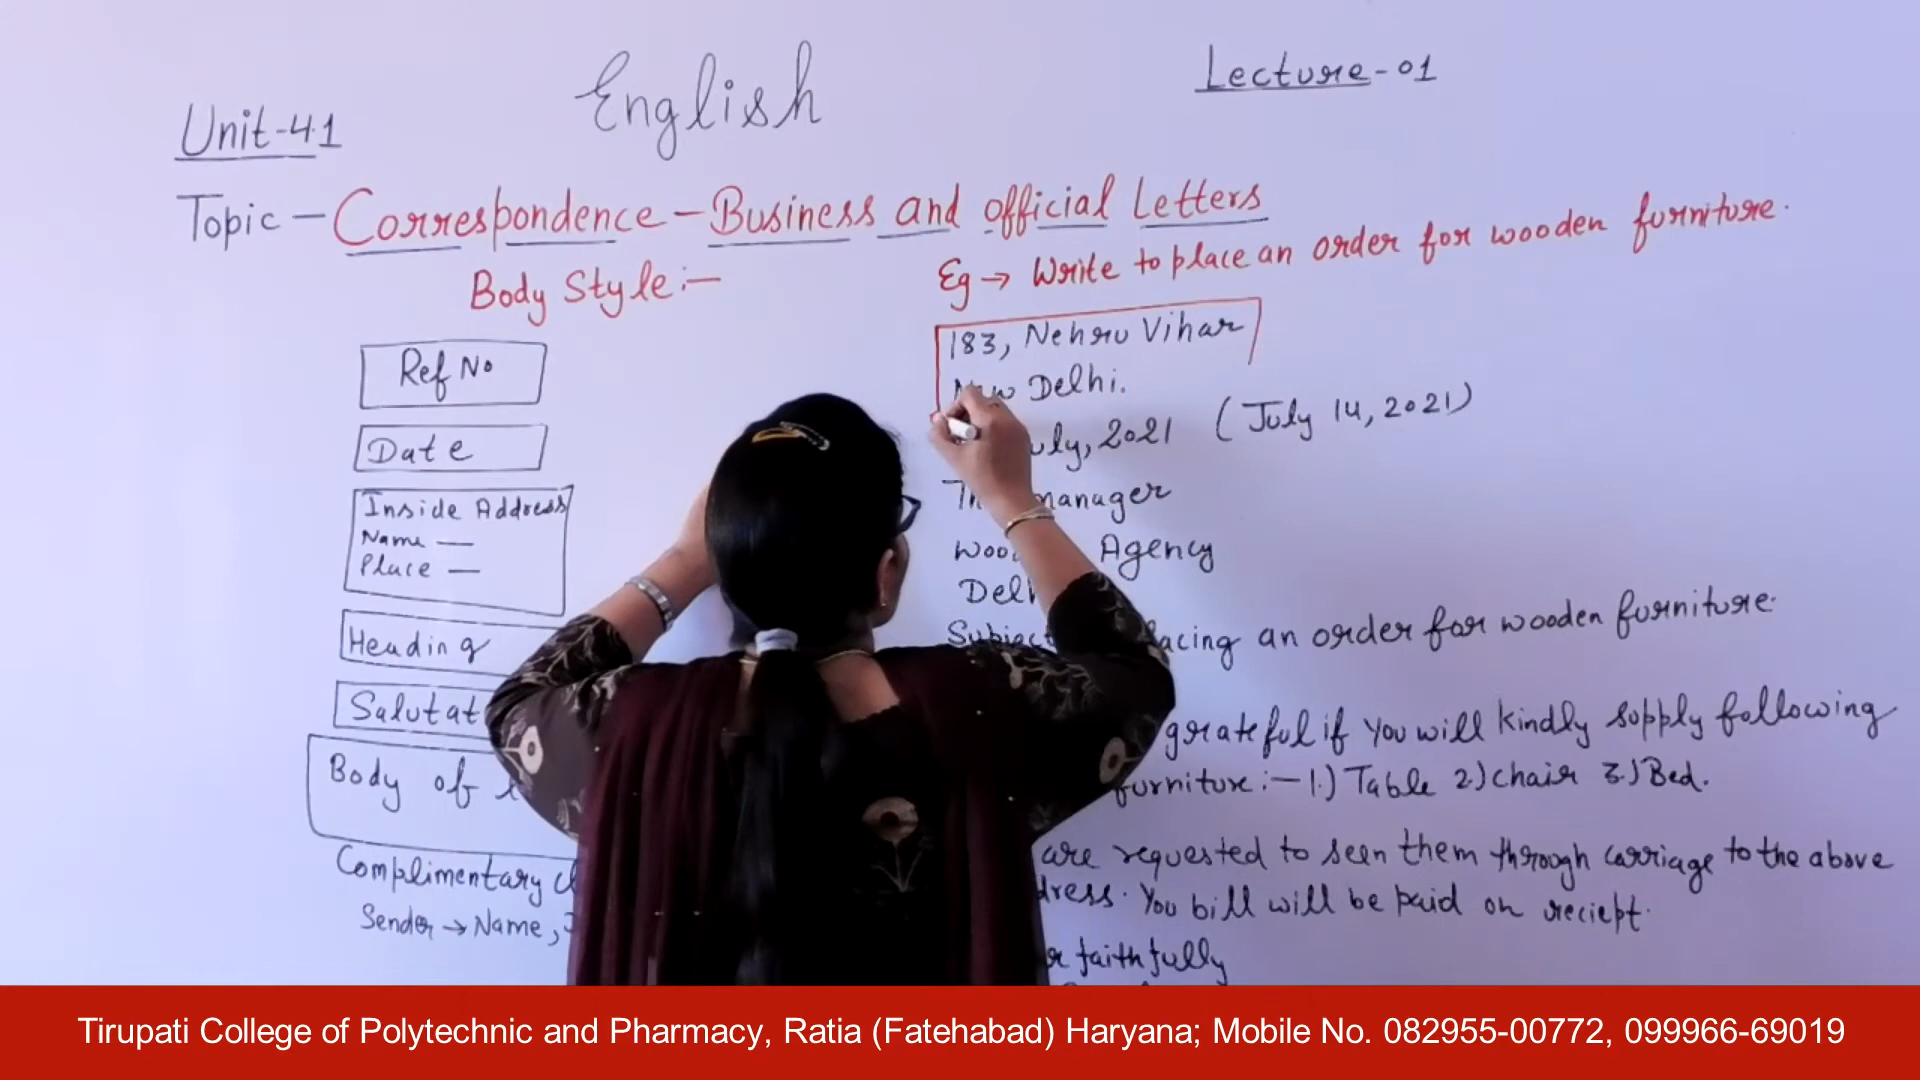 English
Lecture-01
Unit-4.1
Topic - Correspondence - Business and official Letters
Body Style :-
Ref No
Date
Inside Address
Name —
Place —
Heading
Body of
Complimentary
Sender → Name,
Eg → Write to place an order for wooden furniture.
183, Nehru Vihar
New Delhi.
2021 (July 14, 2021)
manager
Agency
an order for wooden furniture.
grateful if you will kindly supply following
furniture :- 1.) Table 2.) chair 3.) Bed.
are requested to seen them through carriage to the above
You bill will be paid on reciept.
faithfully
Tirupati College of Polytechnic and Pharmacy, Ratia (Fatehabad) Haryana; Mobile No. 082955-00772, 099966-69019